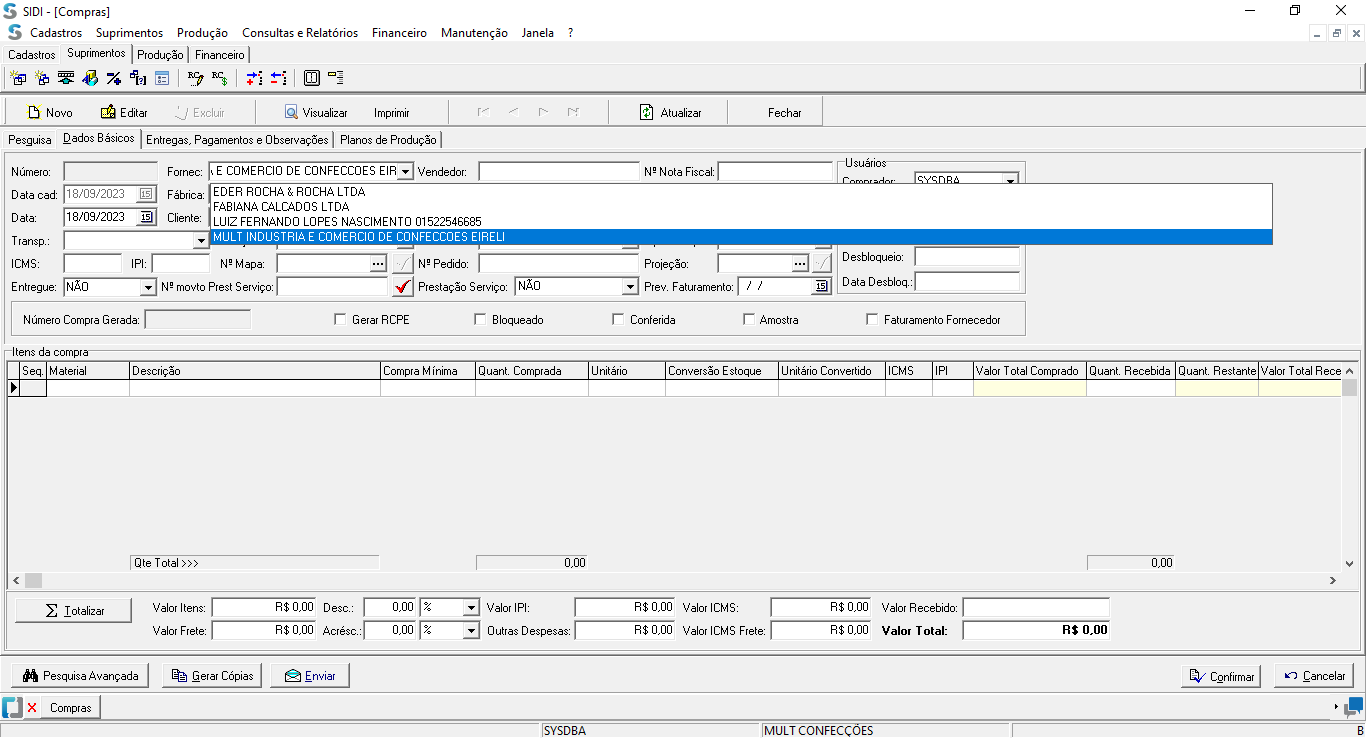 SIDI - [Compras]
Cadastros Suprimentos Produção Consultas e Relatórios Financeiro Manutenção Janela ?
Cadastros Suprimentos Produção Financeiro
Novo Editar Excluir Visualizar Imprimir Atualizar Fechar
Pesquisa Dados Básicos Entregas, Pagamentos e Observações Planos de Produção
Número: Fornec: E COMERCIO DE CONFECCOES EIR Vendedor: Nº Nota Fiscal: Usuários
Comprador: SYSDBA
Data cad: 18/09/2023 15 Fábrica: EDER ROCHA & ROCHA LTDA
FABIANA CALCADOS LTDA
Data: 18/09/2023 15 Cliente: LUIZ FERNANDO LOPES NASCIMENTO 01522546685
Transp.: MULT INDUSTRIA E COMERCIO DE CONFECCOES EIRELI
ICMS: IPI: Nº Mapa: ... Nº Pedido: Projeção: ... Desbloqueio:
Entregue: NÃO Nº movto Prest Serviço: Prestação Serviço: NÃO Prev. Faturamento: / / 15 Data Desbloq.:
Número Compra Gerada: Gerar RCPE Bloqueado Conferida Amostra Faturamento Fornecedor
Itens da compra
Seq. Material Descrição Compra Mínima Quant. Comprada Unitário Conversão Estoque Unitário Convertido ICMS IPI Valor Total Comprado Quant. Recebida Quant. Restante Valor Total Rece
Qte Total >>> 0,00 0,00
Σ Totalizar Valor Itens: R$ 0,00 Desc.: 0,00 % Valor IPI: R$ 0,00 Valor ICMS: R$ 0,00 Valor Recebido:
Valor Frete: R$ 0,00 Acrésc.: 0,00 % Outras Despesas: R$ 0,00 Valor ICMS Frete: R$ 0,00 Valor Total: R$ 0,00
Pesquisa Avançada Gerar Cópias Enviar Confirmar Cancelar
Compras
SYSDBA MULT CONFECÇÕES B